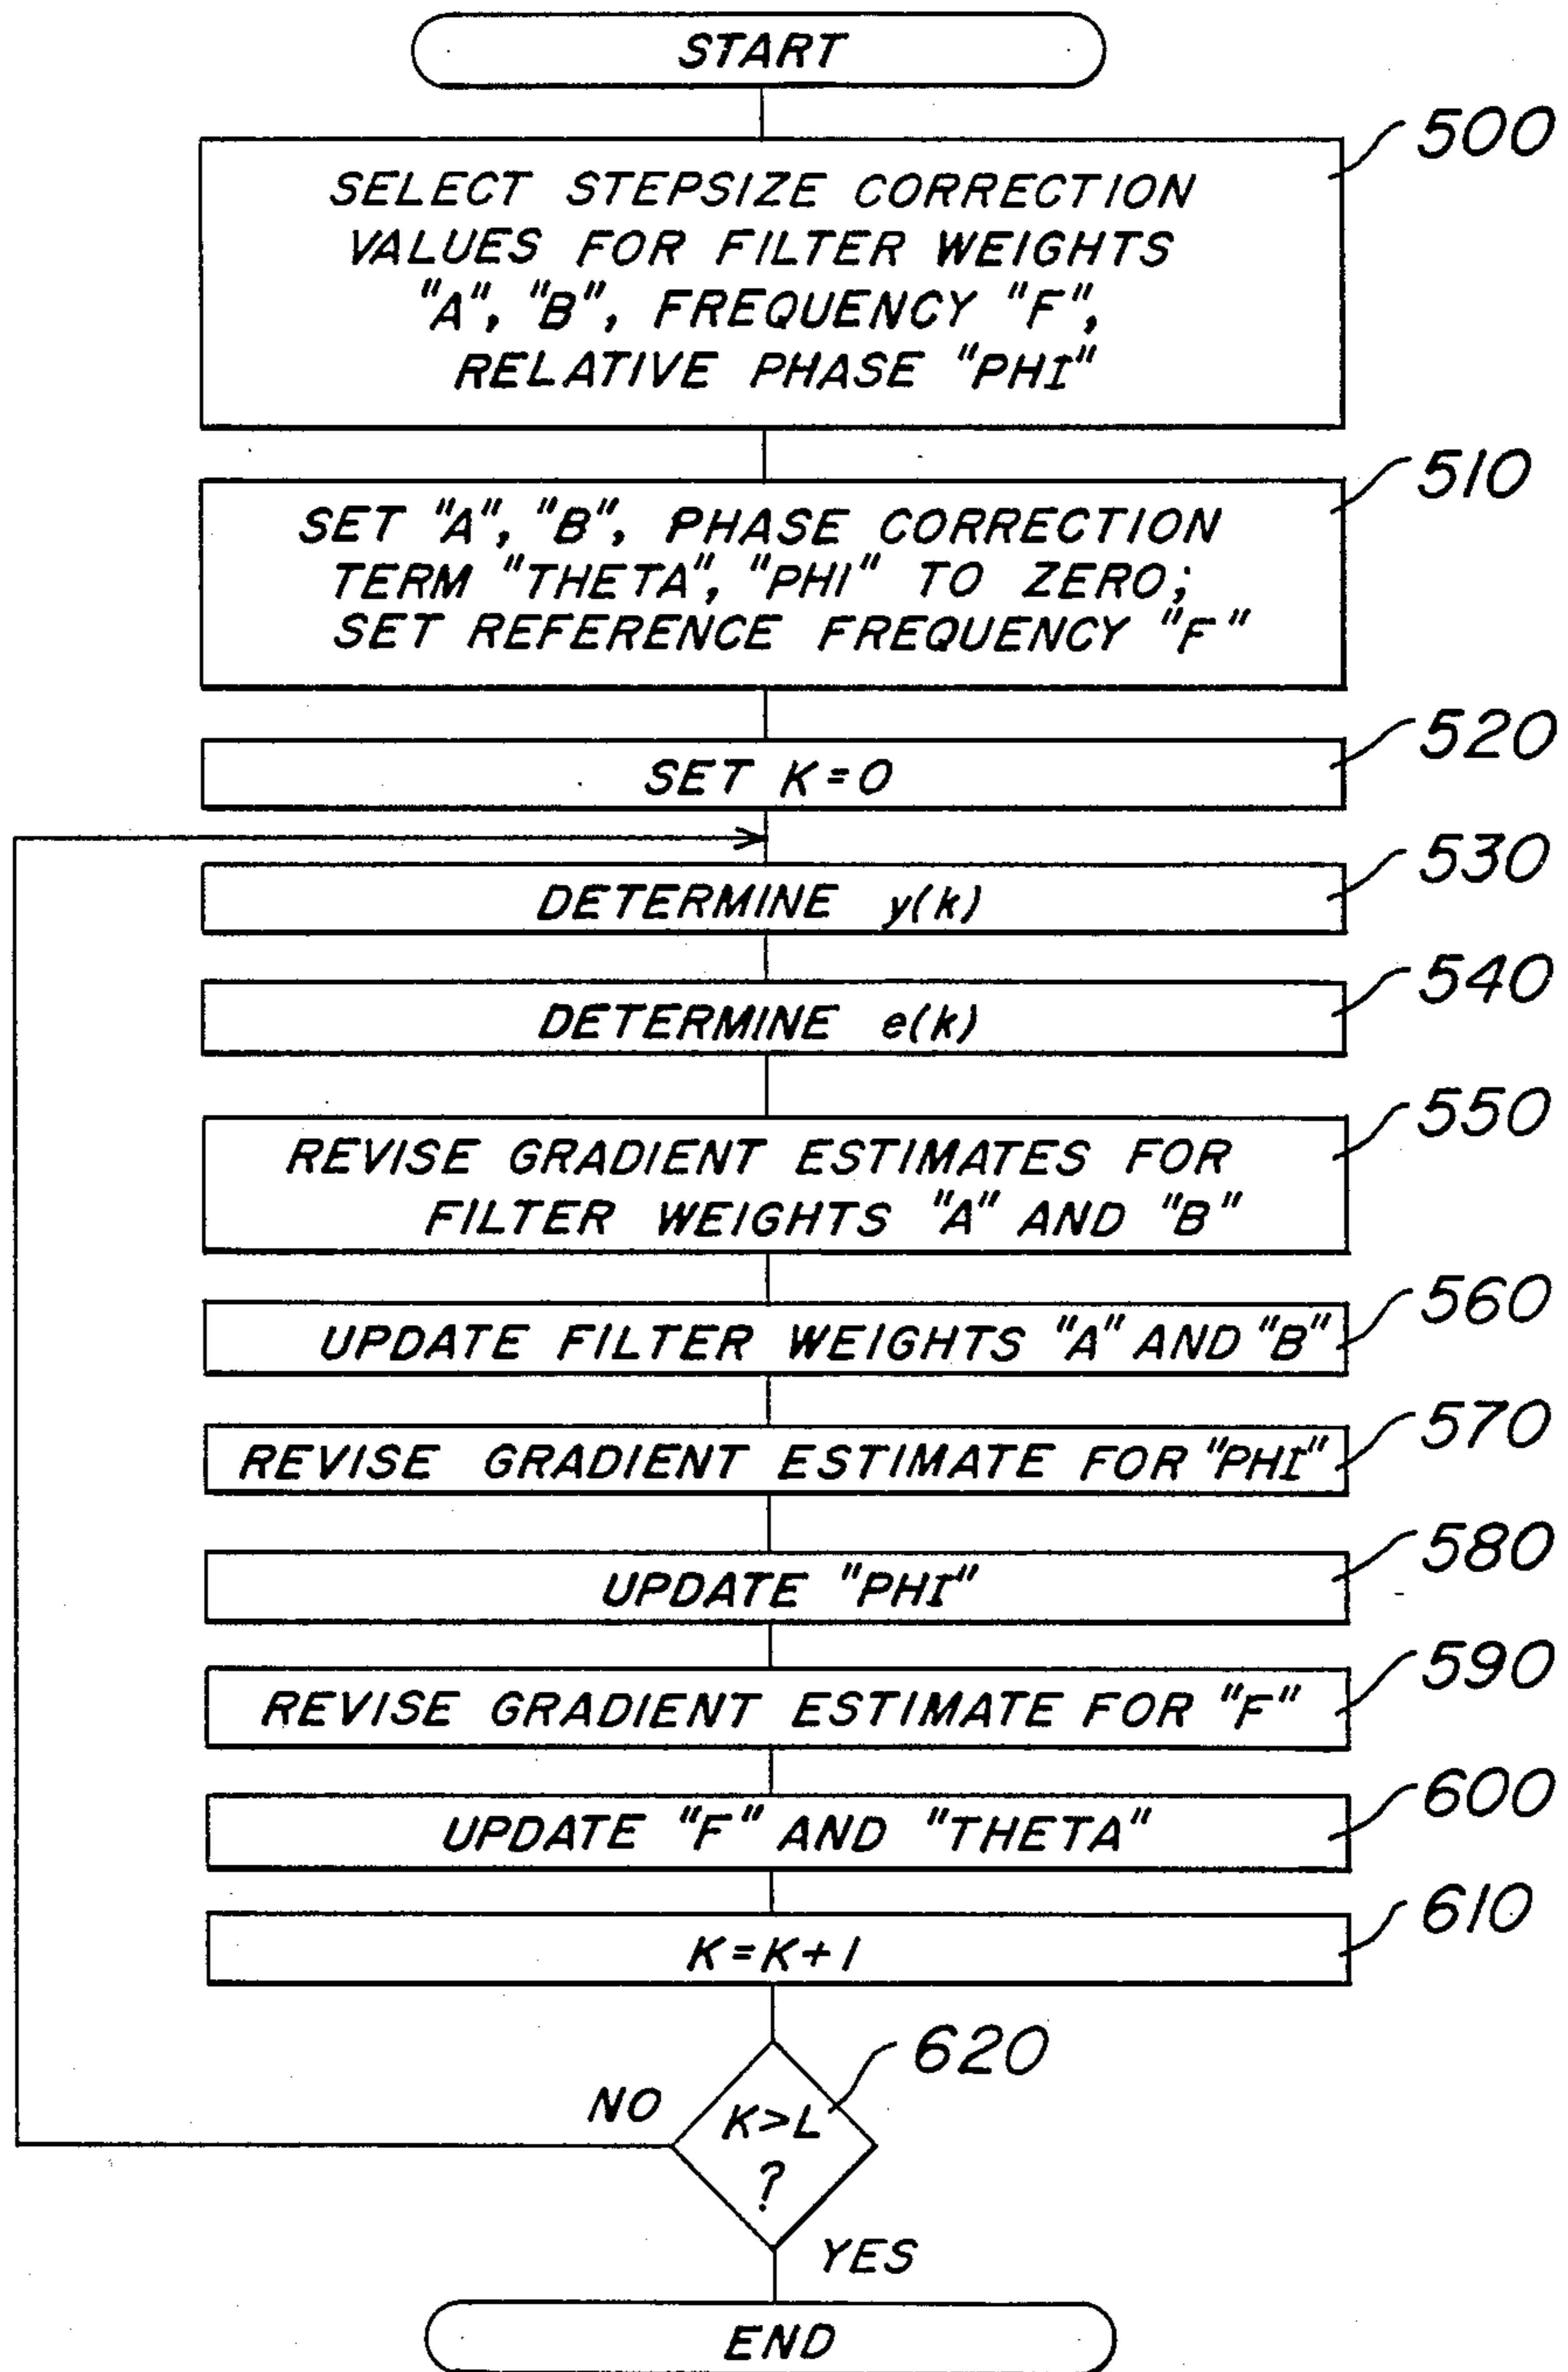 START
500
SELECT STEPSIZE CORRECTION
VALUES FOR FILTER WEIGHTS
"A", "B", FREQUENCY "F",
RELATIVE PHASE "PHI"
510
SET "A", "B", PHASE CORRECTION
TERM "THETA", "PHI" TO ZERO;
SET REFERENCE FREQUENCY "F"
520
SET K=0
530
DETERMINE y(k)
540
DETERMINE e(k)
550
REVISE GRADIENT ESTIMATES FOR
FILTER WEIGHTS "A" AND "B"
560
UPDATE FILTER WEIGHTS "A" AND "B"
570
REVISE GRADIENT ESTIMATE FOR "PHI"
580
UPDATE "PHI"
590
REVISE GRADIENT ESTIMATE FOR "F"
600
UPDATE "F" AND "THETA"
610
K=K+1
620
NO
K>L
?
YES
END